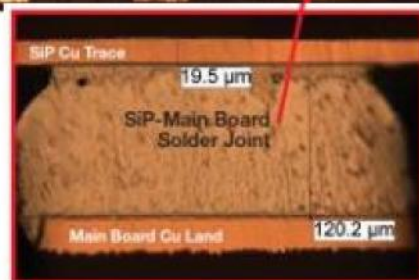 SiP Cu Trace
19.5 µm
SiP-Main Board
Solder Joint
120.2 µm
Main Board Cu Land